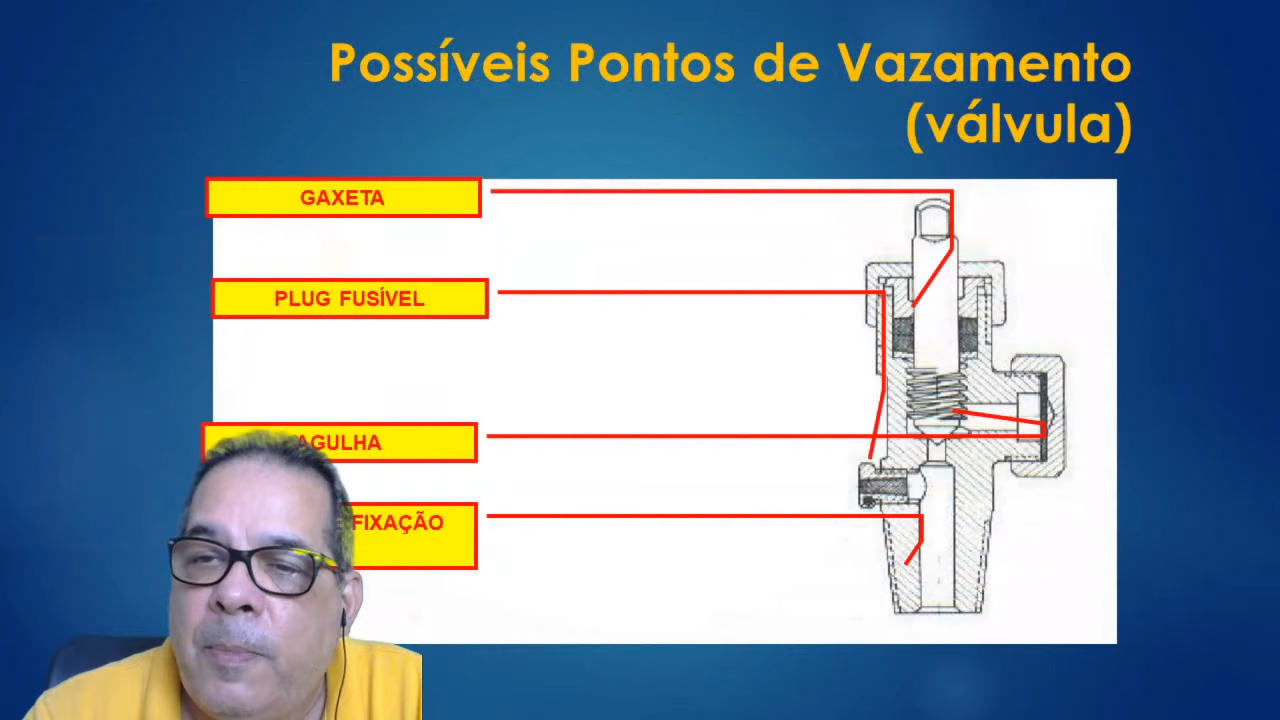 Possíveis Pontos de Vazamento
(válvula)
GAXETA
PLUG FUSÍVEL
AGULHA
FIXAÇÃO